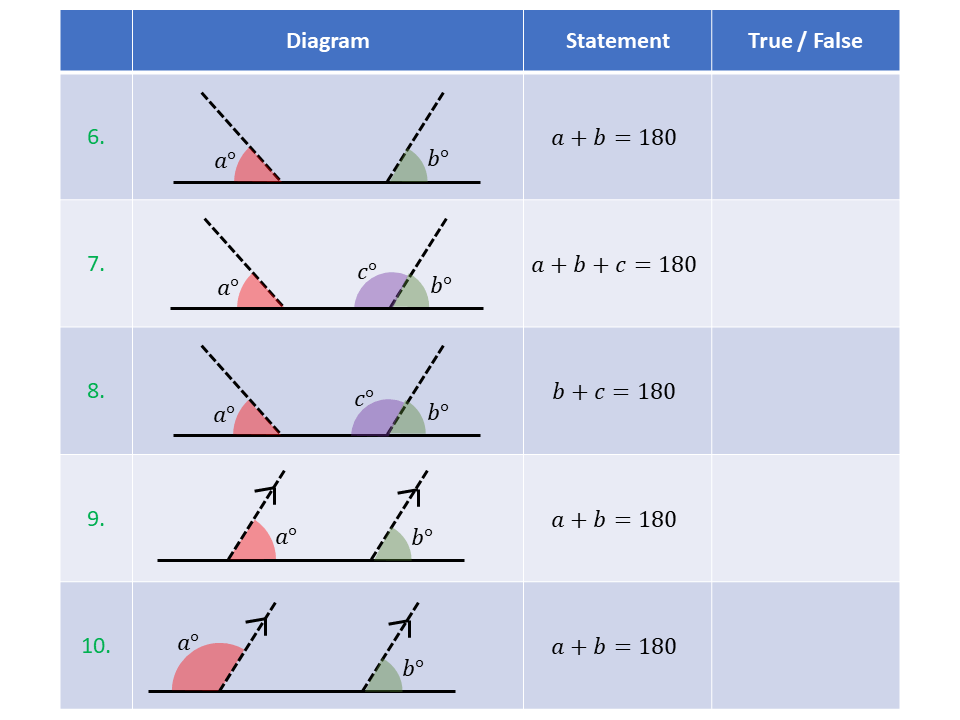 Diagram Statement True / False
6. a° b° a + b = 180
7. a° c° b° a + b + c = 180
8. a° c° b° b + c = 180
9. a° b° a + b = 180
10. a° b° a + b = 180